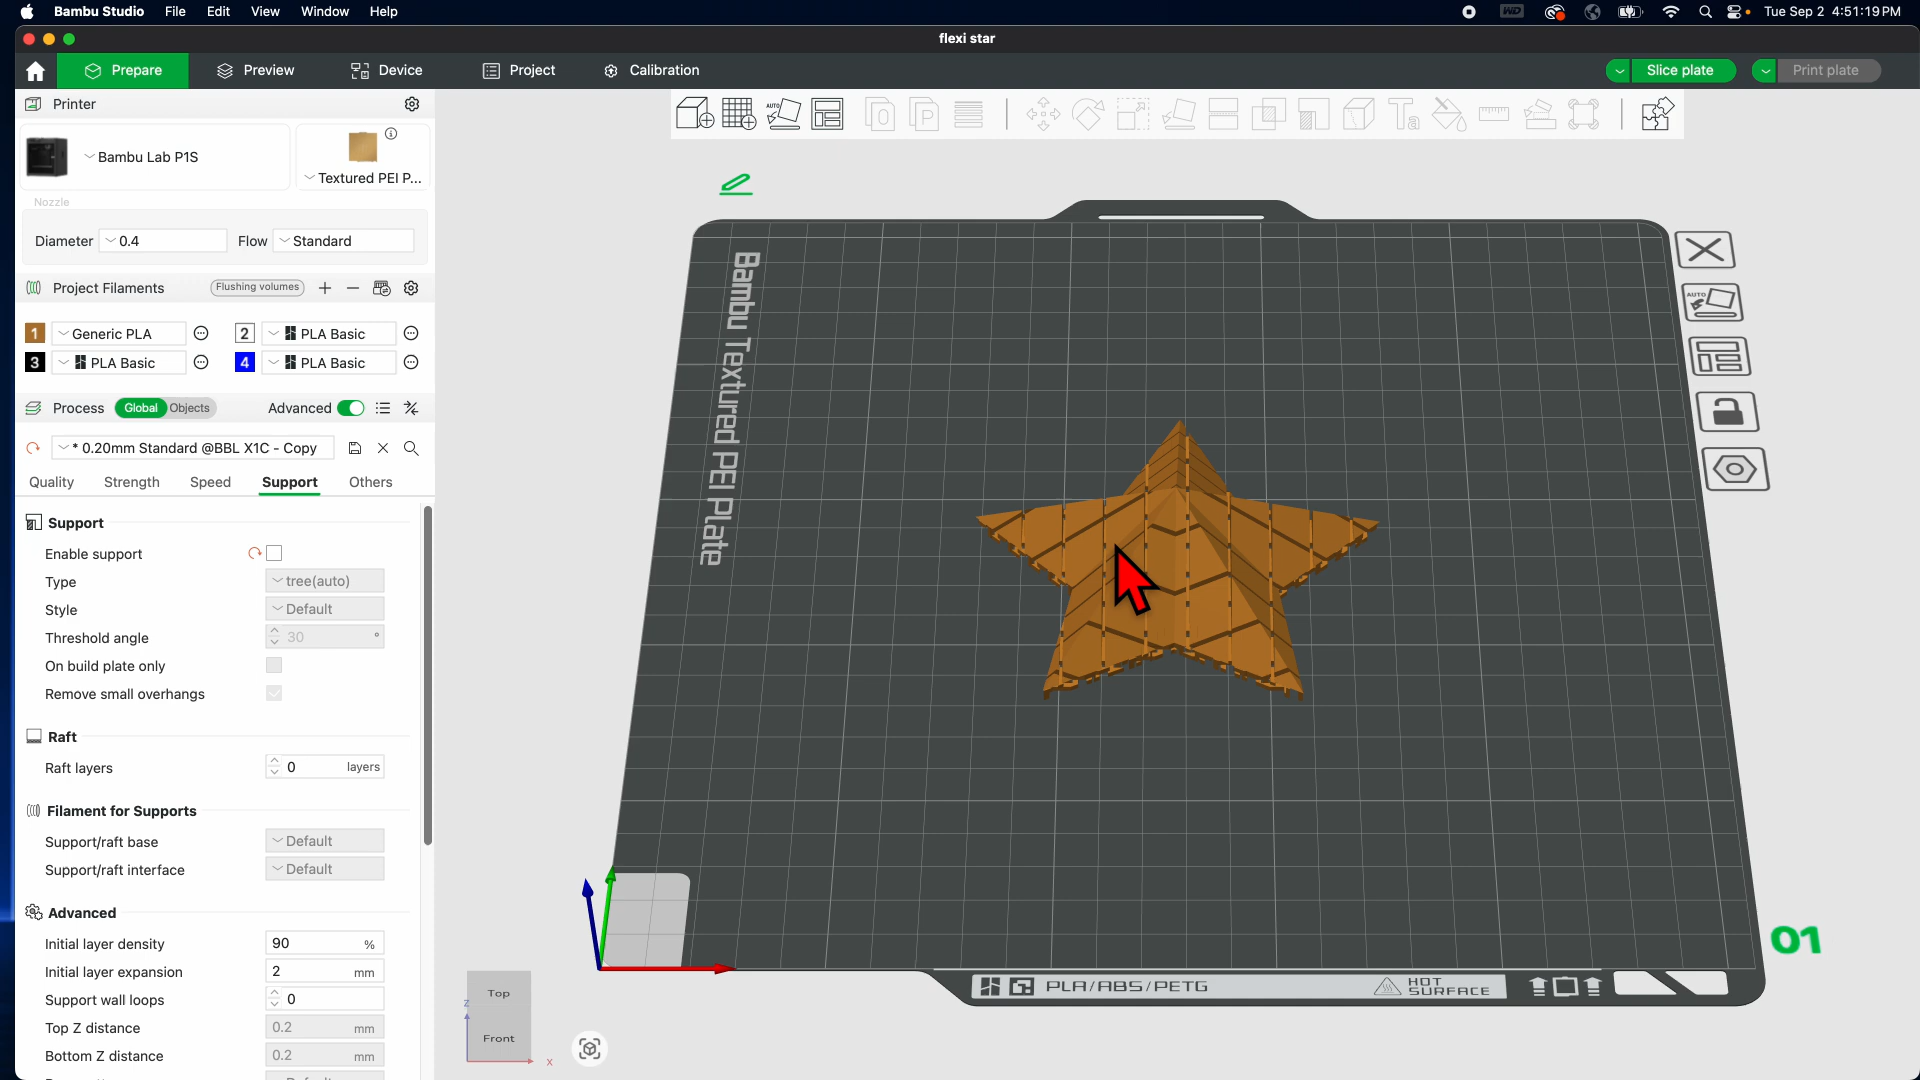 Bambu Studio File Edit View Window Help
Tue Sep 2 4:51:19 PM
flexi star
Prepare Preview Device Project Calibration
Slice plate Print plate
Printer
Bambu Lab P1S
Textured PEI P...
Nozzle
Diameter 0.4 Flow Standard
Project Filaments Flushing volumes
1 Generic PLA 2 PLA Basic
3 PLA Basic 4 PLA Basic
Process Global Objects Advanced
* 0.20mm Standard @BBL X1C - Copy
Quality Strength Speed Support Others
Support
Enable support
Type tree(auto)
Style Default
Threshold angle 30 °
On build plate only
Remove small overhangs
Raft
Raft layers 0 layers
Filament for Supports
Support/raft base Default
Support/raft interface Default
Advanced
Initial layer density 90 %
Initial layer expansion 2 mm
Support wall loops 0
Top Z distance 0.2 mm
Bottom Z distance 0.2 mm
AUTO
Bambu Textured PEI Plate
AUTO
01
PLA/ABS/PETG
HOT
SURFACE
Top
Front
z
x